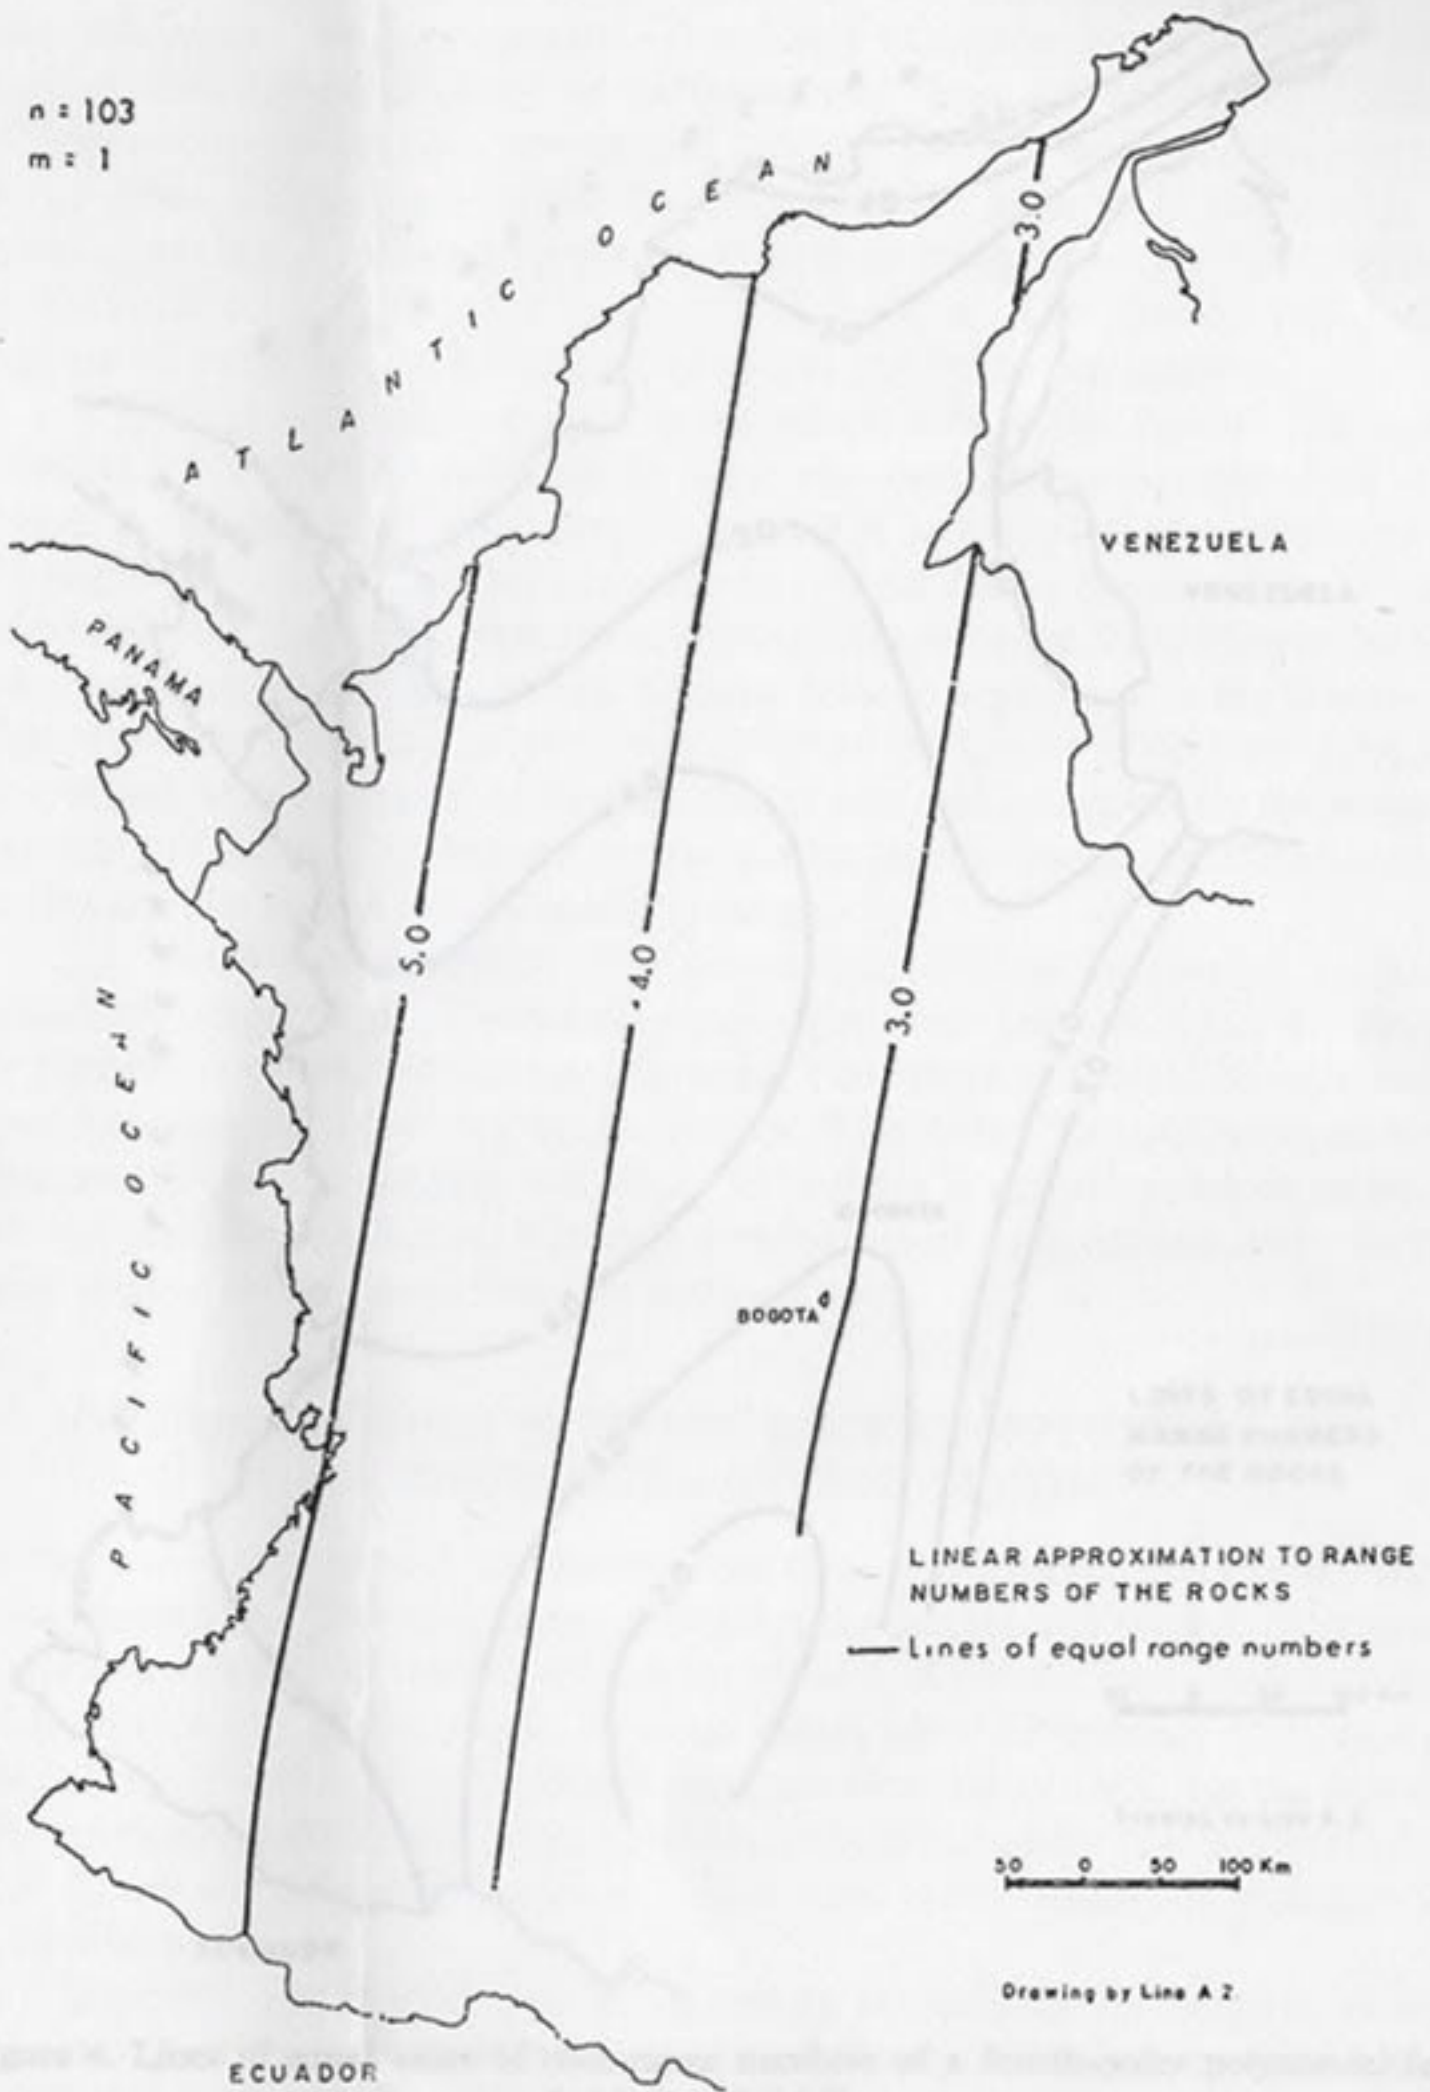 n = 103
m = 1
ATLANTIC OCEAN
3.0
VENEZUELA
PANAMA
5.0
4.0
3.0
PACIFIC OCEAN
BOGOTA
LINEAR APPROXIMATION TO RANGE
NUMBERS OF THE ROCKS
Lines of equal range numbers
50 0 50 100 Km
Drawing by Lina A Z.
ECUADOR